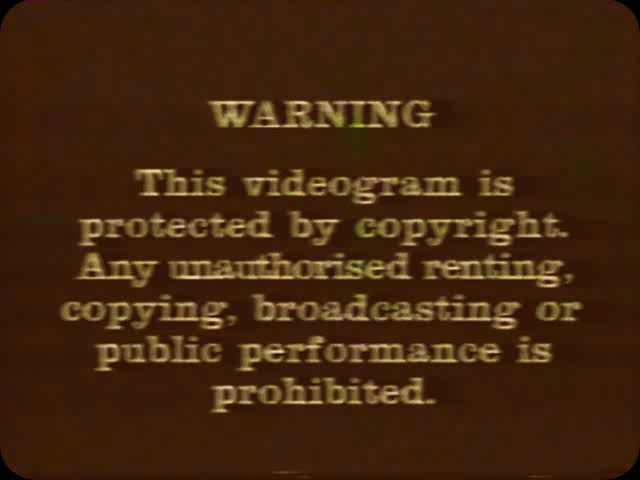 WARNING
This videogram is
protected by copyright.
Any unauthorised renting,
copying, broadcasting or
public performance is
prohibited.